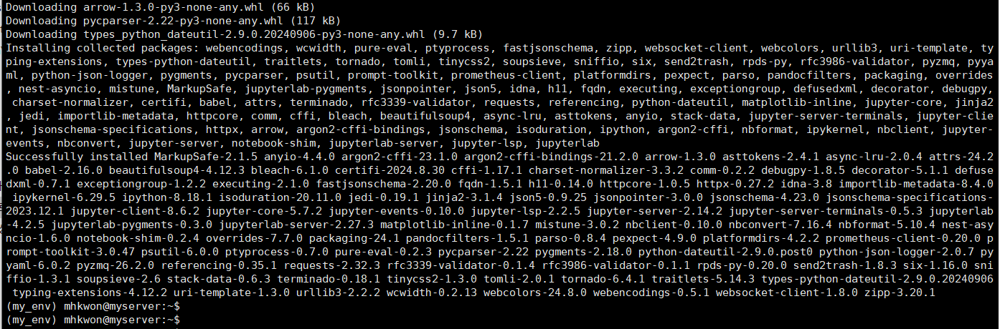 Downloading arrow-1.3.0-py3-none-any.whl (66 kB)
Downloading pycparser-2.22-py3-none-any.whl (117 kB)
Downloading types_python_dateutil-2.9.0.20240906-py3-none-any.whl (9.7 kB)
Installing collected packages: webencodings, wcwidth, pure-eval, ptyprocess, fastjsonschema, zipp, websocket-client, webcolors, urllib3, uri-template, ty
ping-extensions, types-python-dateutil, traitlets, tornado, tomli, tinycss2, soupsieve, sniffio, six, send2trash, rpds-py, rfc3986-validator, pyzmq, pyya
ml, python-json-logger, pygments, pycparser, psutil, prompt-toolkit, prometheus-client, platformdirs, pexpect, parso, pandocfilters, packaging, overrides
, nest-asyncio, mistune, MarkupSafe, jupyterlab-pygments, jsonpointer, json5, idna, h11, fqdn, executing, exceptiongroup, defusedxml, decorator, debugpy,
 charset-normalizer, certifi, babel, attrs, terminado, rfc3339-validator, requests, referencing, python-dateutil, matplotlib-inline, jupyter-core, jinja2
, jedi, importlib-metadata, httpcore, comm, cffi, bleach, beautifulsoup4, async-lru, asttokens, anyio, stack-data, jupyter-server-terminals, jupyter-clie
nt, jsonschema-specifications, httpx, arrow, argon2-cffi-bindings, jsonschema, isoduration, ipython, argon2-cffi, nbformat, ipykernel, nbclient, jupyter-
events, nbconvert, jupyter-server, notebook-shim, jupyterlab-server, jupyter-lsp, jupyterlab
Successfully installed MarkupSafe-2.1.5 anyio-4.4.0 argon2-cffi-23.1.0 argon2-cffi-bindings-21.2.0 arrow-1.3.0 asttokens-2.4.1 async-lru-2.0.4 attrs-24.2
.0 babel-2.16.0 beautifulsoup4-4.12.3 bleach-6.1.0 certifi-2024.8.30 cffi-1.17.1 charset-normalizer-3.3.2 comm-0.2.2 debugpy-1.8.5 decorator-5.1.1 defuse
dxml-0.7.1 exceptiongroup-1.2.2 executing-2.1.0 fastjsonschema-2.20.0 fqdn-1.5.1 h11-0.14.0 httpcore-1.0.5 httpx-0.27.2 idna-3.8 importlib-metadata-8.4.0
 ipykernel-6.29.5 ipython-8.18.1 isoduration-20.11.0 jedi-0.19.1 jinja2-3.1.4 json5-0.9.25 jsonpointer-3.0.0 jsonschema-4.23.0 jsonschema-specifications-
2023.12.1 jupyter-client-8.6.2 jupyter-core-5.7.2 jupyter-events-0.10.0 jupyter-lsp-2.2.5 jupyter-server-2.14.2 jupyter-server-terminals-0.5.3 jupyterlab
-4.2.5 jupyterlab-pygments-0.3.0 jupyterlab-server-2.27.3 matplotlib-inline-0.1.7 mistune-3.0.2 nbclient-0.10.0 nbconvert-7.16.4 nbformat-5.10.4 nest-asy
ncio-1.6.0 notebook-shim-0.2.4 overrides-7.7.0 packaging-24.1 pandocfilters-1.5.1 parso-0.8.4 pexpect-4.9.0 platformdirs-4.2.2 prometheus-client-0.20.0 p
rompt-toolkit-3.0.47 psutil-6.0.0 ptyprocess-0.7.0 pure-eval-0.2.3 pycparser-2.22 pygments-2.18.0 python-dateutil-2.9.0.post0 python-json-logger-2.0.7 py
yaml-6.0.2 pyzmq-26.2.0 referencing-0.35.1 requests-2.32.3 rfc3339-validator-0.1.4 rfc3986-validator-0.1.1 rpds-py-0.20.0 send2trash-1.8.3 six-1.16.0 sni
ffio-1.3.1 soupsieve-2.6 stack-data-0.6.3 terminado-0.18.1 tinycss2-1.3.0 tomli-2.0.1 tornado-6.4.1 traitlets-5.14.3 types-python-dateutil-2.9.0.20240906
 typing-extensions-4.12.2 uri-template-1.3.0 urllib3-2.2.2 wcwidth-0.2.13 webcolors-24.8.0 webencodings-0.5.1 websocket-client-1.8.0 zipp-3.20.1
(my_env) mhkwon@myserver:~$
(my_env) mhkwon@myserver:~$